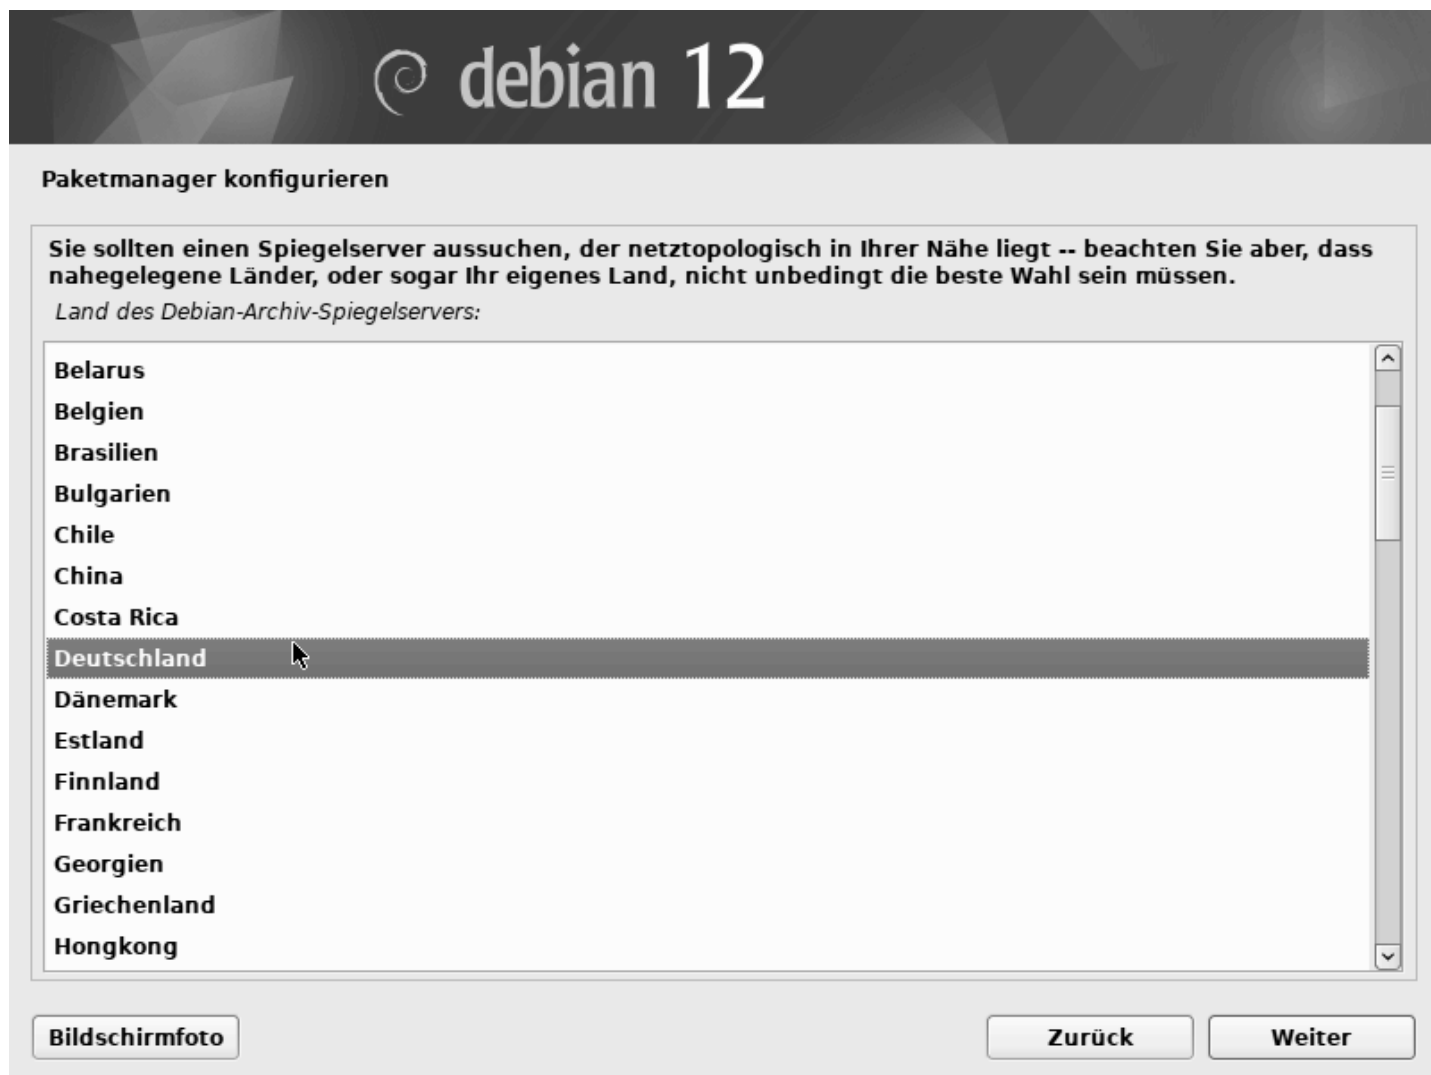 debian 12
Paketmanager konfigurieren
Sie sollten einen Spiegelserver aussuchen, der netztopologisch in Ihrer Nähe liegt -- beachten Sie aber, dass
nahegelegene Länder, oder sogar Ihr eigenes Land, nicht unbedingt die beste Wahl sein müssen.
Land des Debian-Archiv-Spiegelservers:
Belarus
Belgien
Brasilien
Bulgarien
Chile
China
Costa Rica
Deutschland
Dänemark
Estland
Finnland
Frankreich
Georgien
Griechenland
Hongkong
Bildschirmfoto
Zurück
Weiter